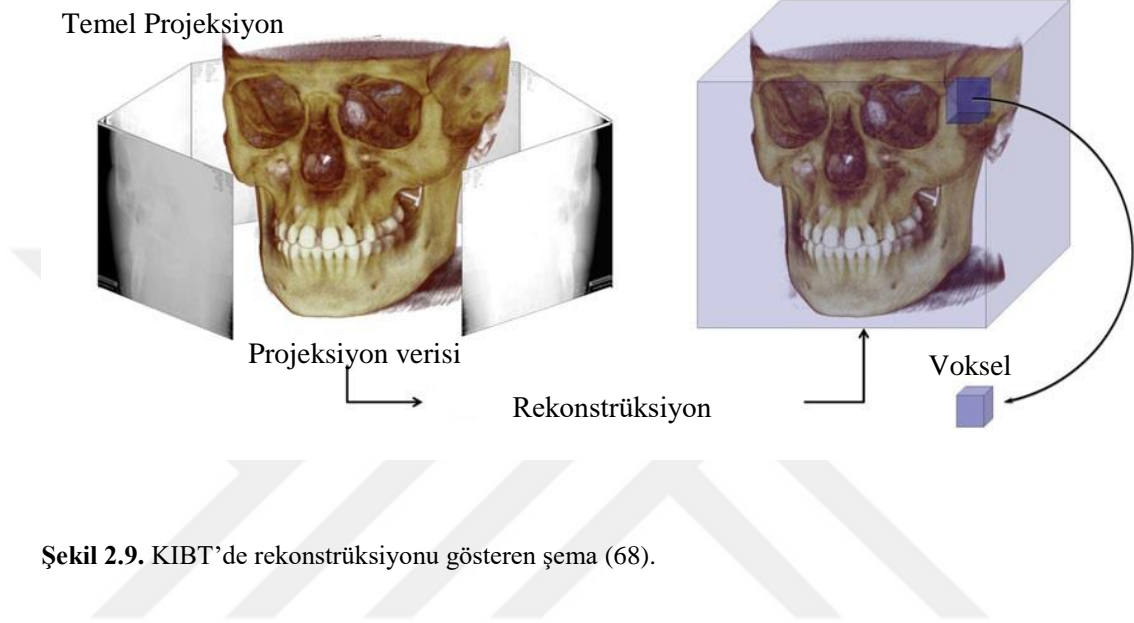 Temel Projeksiyon
Projeksiyon verisi
Voksel
Rekonstrüksiyon
Şekil 2.9. KIBT’de rekonstrüksiyonu gösteren şema (68).